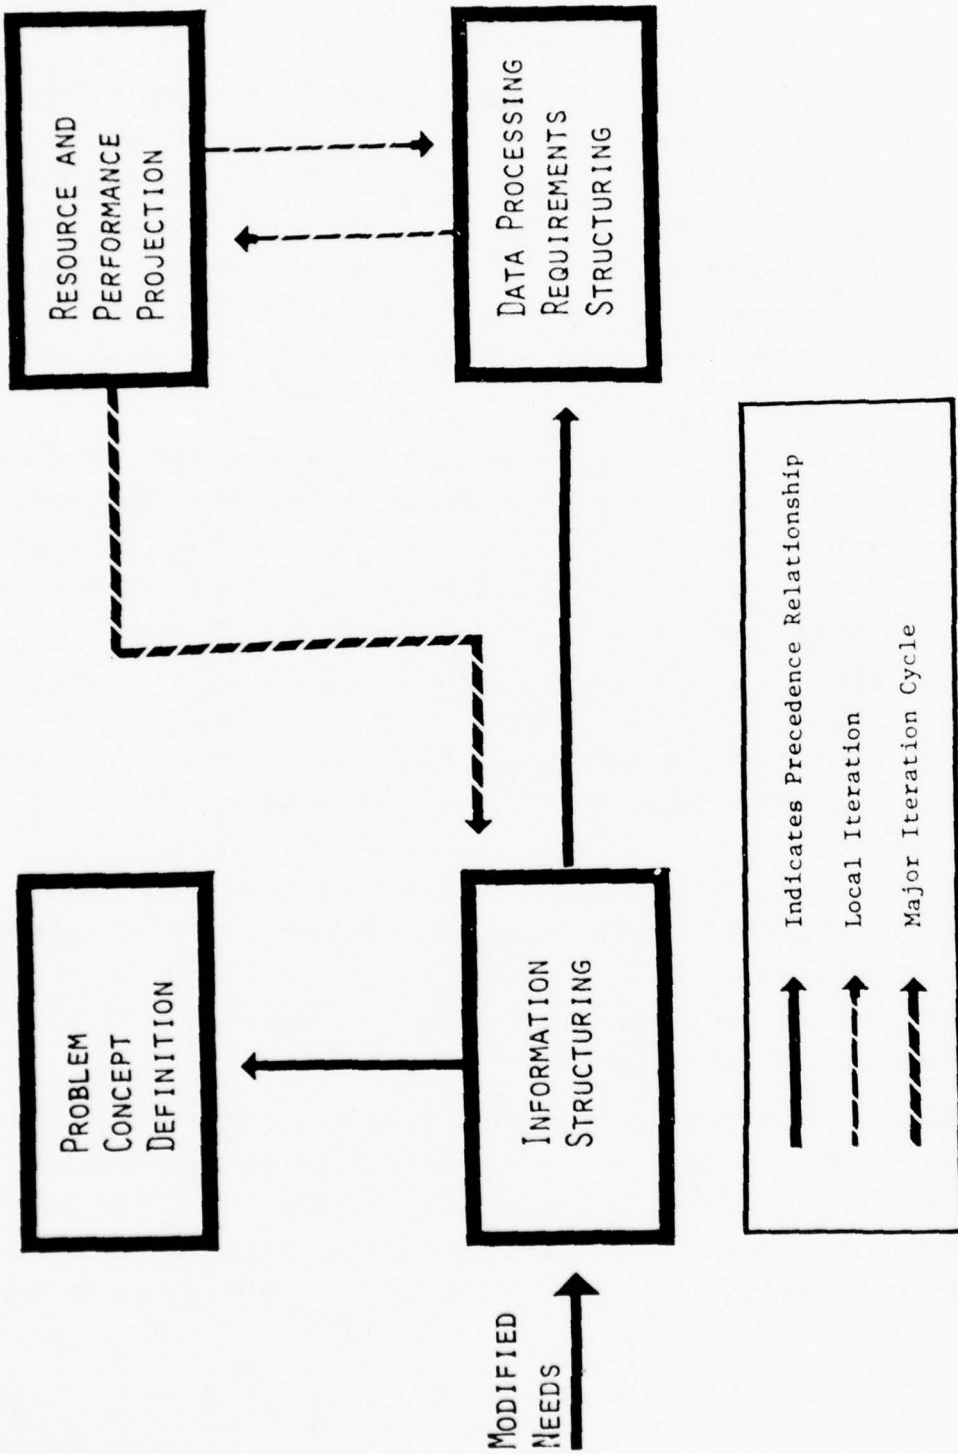 PROBLEM
CONCEPT
DEFINITION
RESOURCE AND
PERFORMANCE
PROJECTION
MODIFIED
NEEDS
INFORMATION
STRUCTURING
DATA PROCESSING
REQUIREMENTS
STRUCTURING
Indicates Precedence Relationship
Local Iteration
Major Iteration Cycle